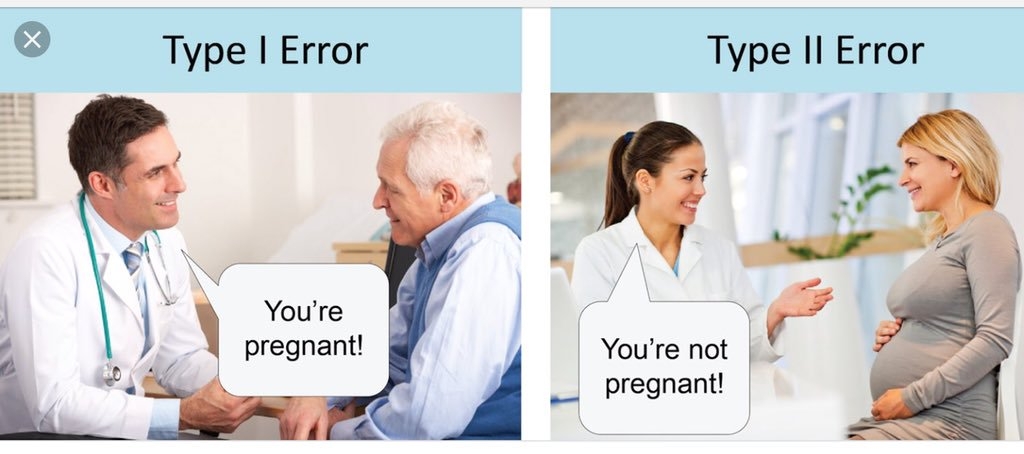 Type I Error
You’re
pregnant!
Type II Error
You’re not
pregnant!